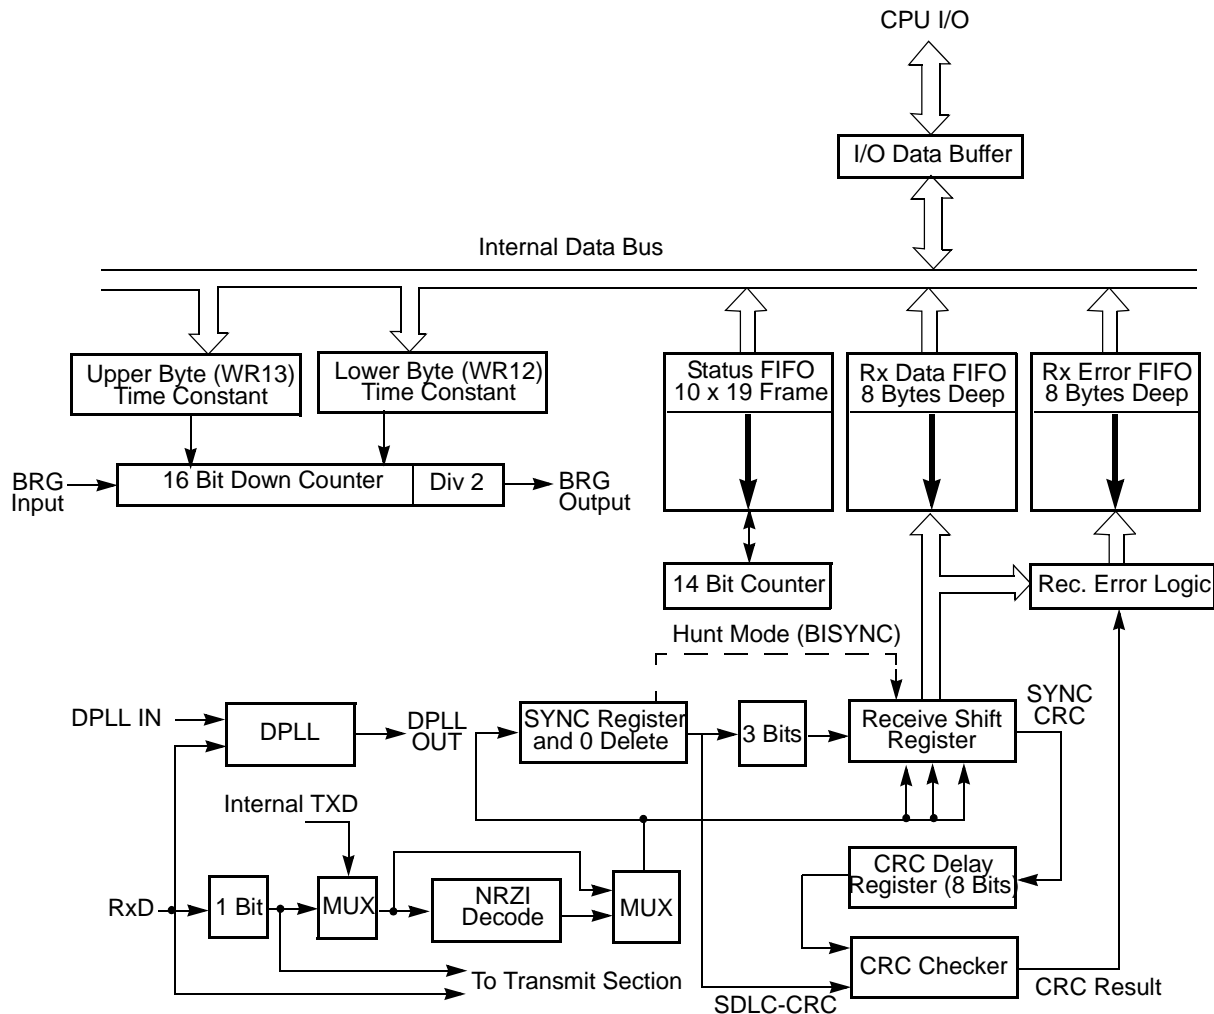 CPU I/O
I/O Data Buffer
Internal Data Bus
Upper Byte (WR13)
Time Constant
Lower Byte (WR12)
Time Constant
Status FIFO
10 x 19 Frame
Rx Data FIFO
8 Bytes Deep
Rx Error FIFO
8 Bytes Deep
BRG
Input
16 Bit Down Counter
Div 2
BRG
Output
14 Bit Counter
Rec. Error Logic
Hunt Mode (BISYNC)
DPLL IN
DPLL
DPLL
OUT
SYNC Register
and 0 Delete
3 Bits
Receive Shift
Register
SYNC
CRC
Internal TXD
RxD
1 Bit
MUX
NRZI
Decode
MUX
CRC Delay
Register (8 Bits)
To Transmit Section
SDLC-CRC
CRC Checker
CRC Result